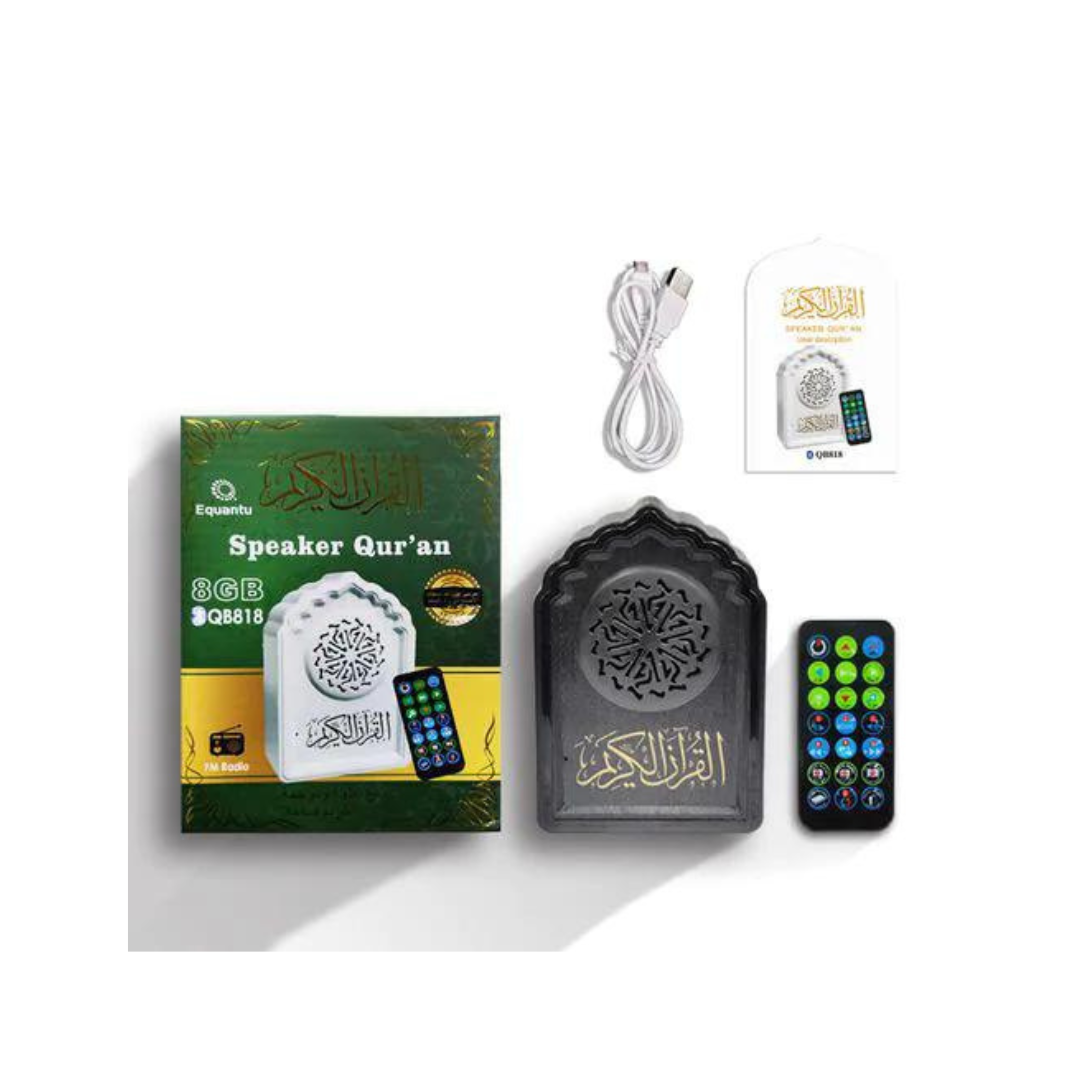 القرآن الكريم
SPEAKER QUR'AN
User description
QB818
القرآن الكريم
Equantu
Speaker Qur'an
8GB
QB818
القرآن الكريم
FM Radio
القرآن الكريم